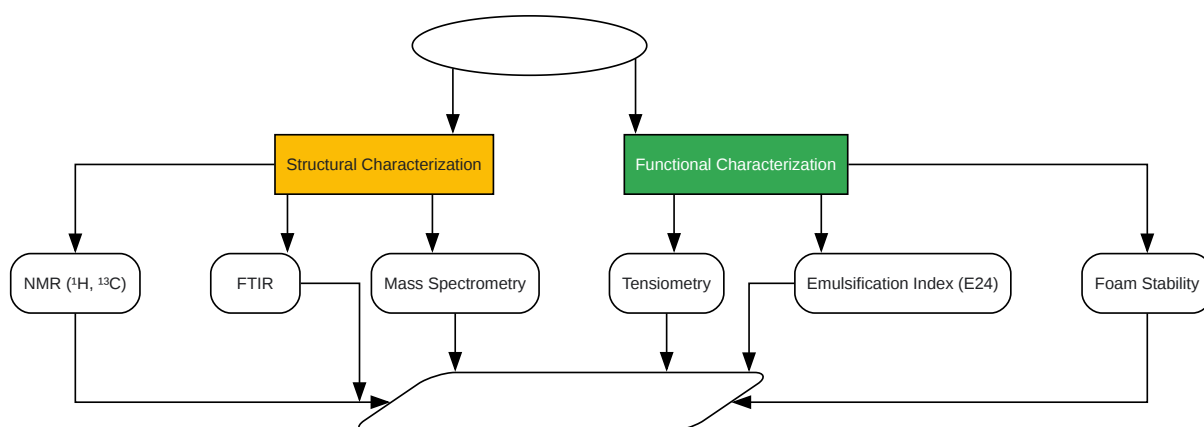 Structural Characterization
Functional Characterization
NMR (¹H, ¹³C)
FTIR
Mass Spectrometry
Tensiometry
Emulsification Index (E24)
Foam Stability